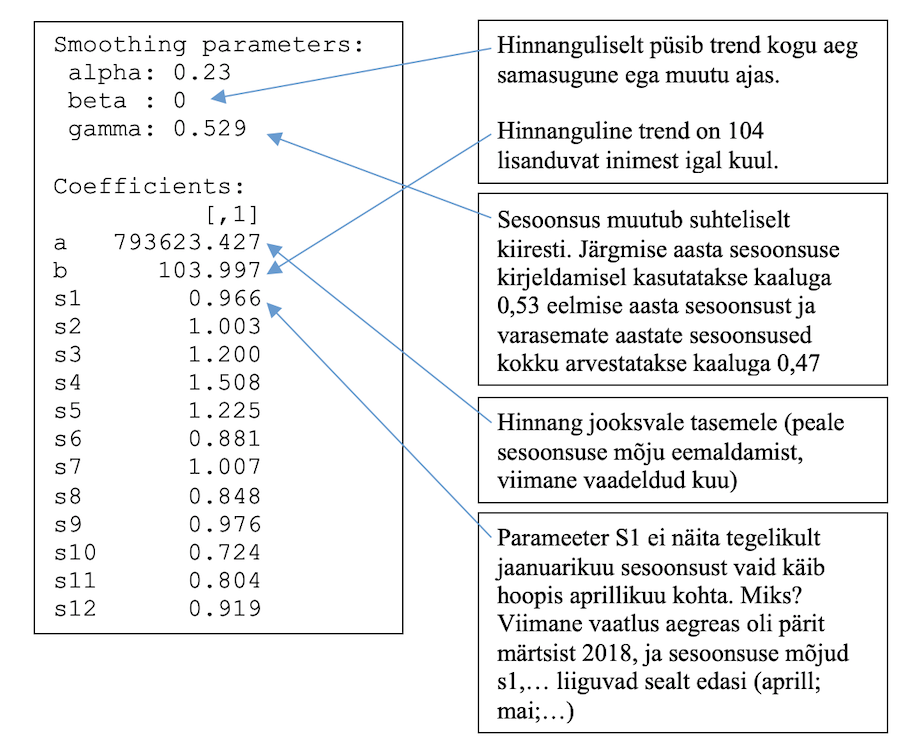 Smoothing parameters:
alpha: 0.23
beta : 0
gamma: 0.529
Coefficients:
[,1]
a 793623.427
b 103.997
s1 0.966
s2 1.003
s3 1.200
s4 1.508
s5 1.225
s6 0.881
s7 1.007
s8 0.848
s9 0.976
s10 0.724
s11 0.804
s12 0.919
Hinnanguliselt püsib trend kogu aeg
samasugune ega muutu ajas.
Hinnanguline trend on 104
lisanduvat inimest igal kuul.
Sesoonsus muutub suhteliselt
kiiresti. Järgmise aasta sesoonsuse
kirjeldamisel kasutatakse kaaluga
0,53 eelmise aasta sesoonsust ja
varasemate aastate sesoonsused
kokku arvestatakse kaaluga 0,47
Hinnang jooksvale tasemele (peale
sesoonsuse mõju eemaldamist,
viimane vaadeldud kuu)
Parameeter S1 ei näita tegelikult
jaanuarikuu sesoonsust vaid käib
hoopis aprillikuu kohta. Miks?
Viimane vaatlus aegreas oli pärit
märtsist 2018, ja sesoonsuse mõjud
s1,… liiguvad sealt edasi (aprill;
mai;…)